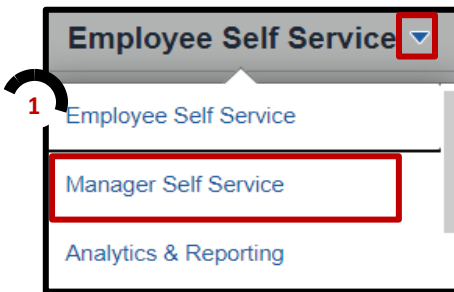 Employee Self Service
1
Employee Self Service
Manager Self Service
Analytics & Reporting